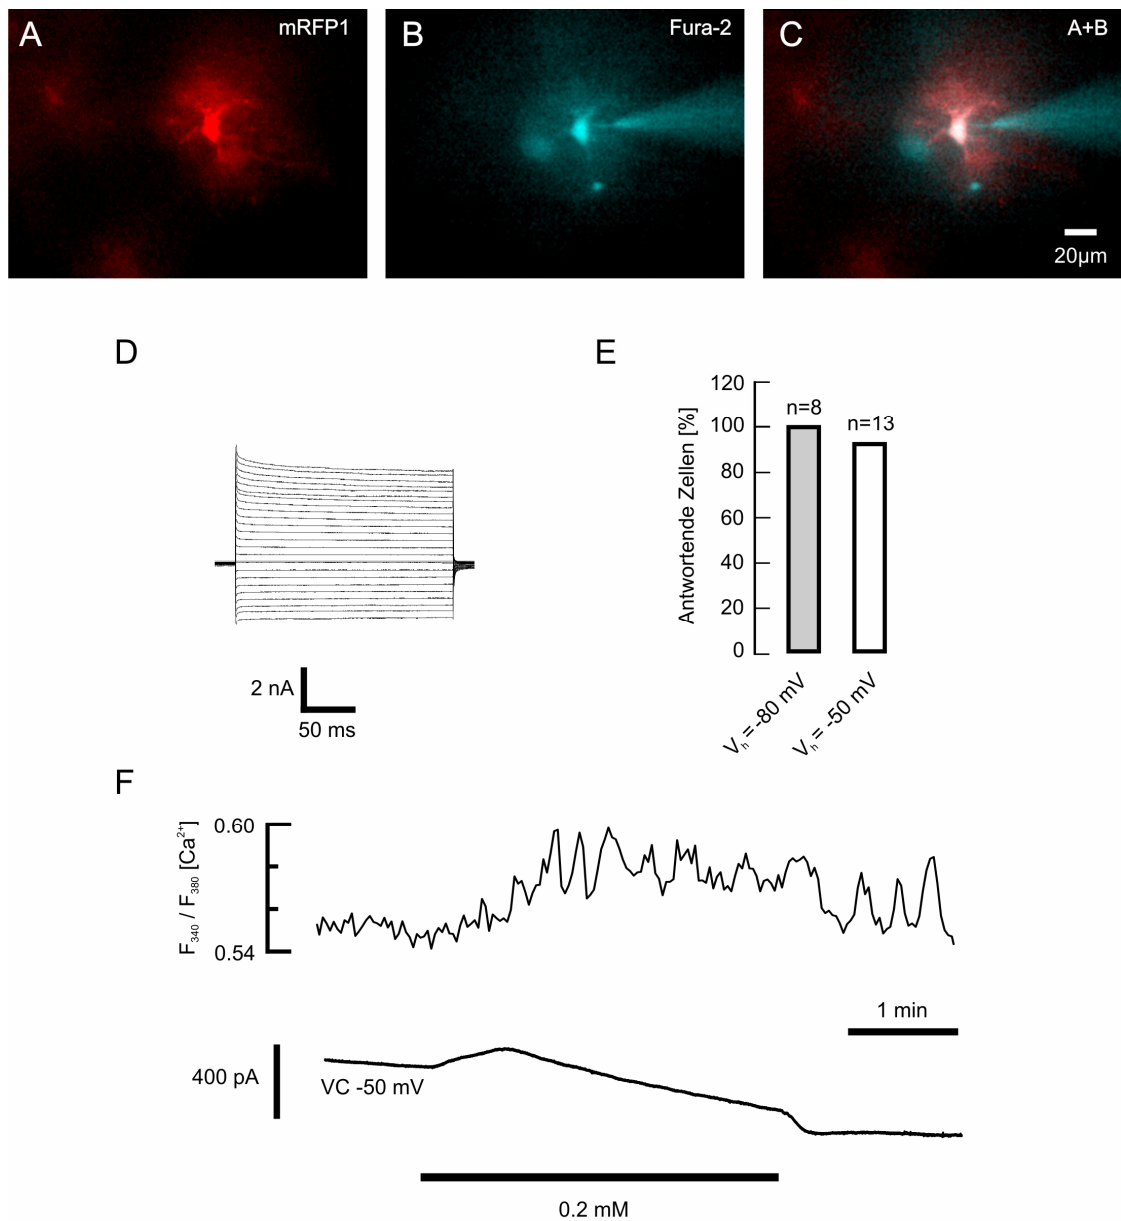 A mRFP1
B Fura-2
C A+B
20µm
D
2 nA
50 ms
E
Antwortende Zellen [%]
120
100
80
60
40
20
0
n=8
n=13
Vₕ = -80 mV
Vₕ = -50 mV
F
F₃₄₀ / F₃₈₀ [Ca²⁺]
0.60
0.54
1 min
400 pA
VC -50 mV
0.2 mM